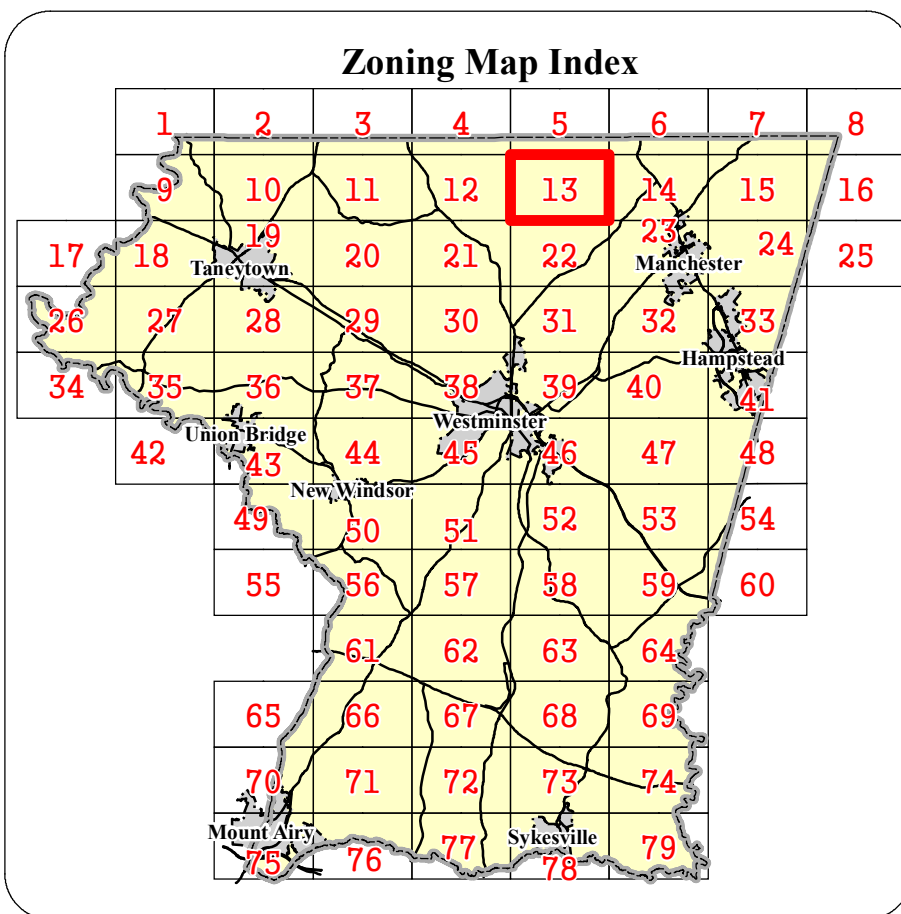 Zoning Map Index
1 2 3 4 5 6 7 8
9 10 11 12 13 14 15 16
17 18 19 20 21 22 23 24 25
Taneytown
Manchester
26 27 28 29 30 31 32 33
Hampstead
34 35 36 37 38 39 40 41
Westminster
Union Bridge
42 43 44 45 46 47 48
New Windsor
49 50 51 52 53 54
55 56 57 58 59 60
61 62 63 64
65 66 67 68 69
70 71 72 73 74
Mount Airy
Sykesville
75 76 77 78 79